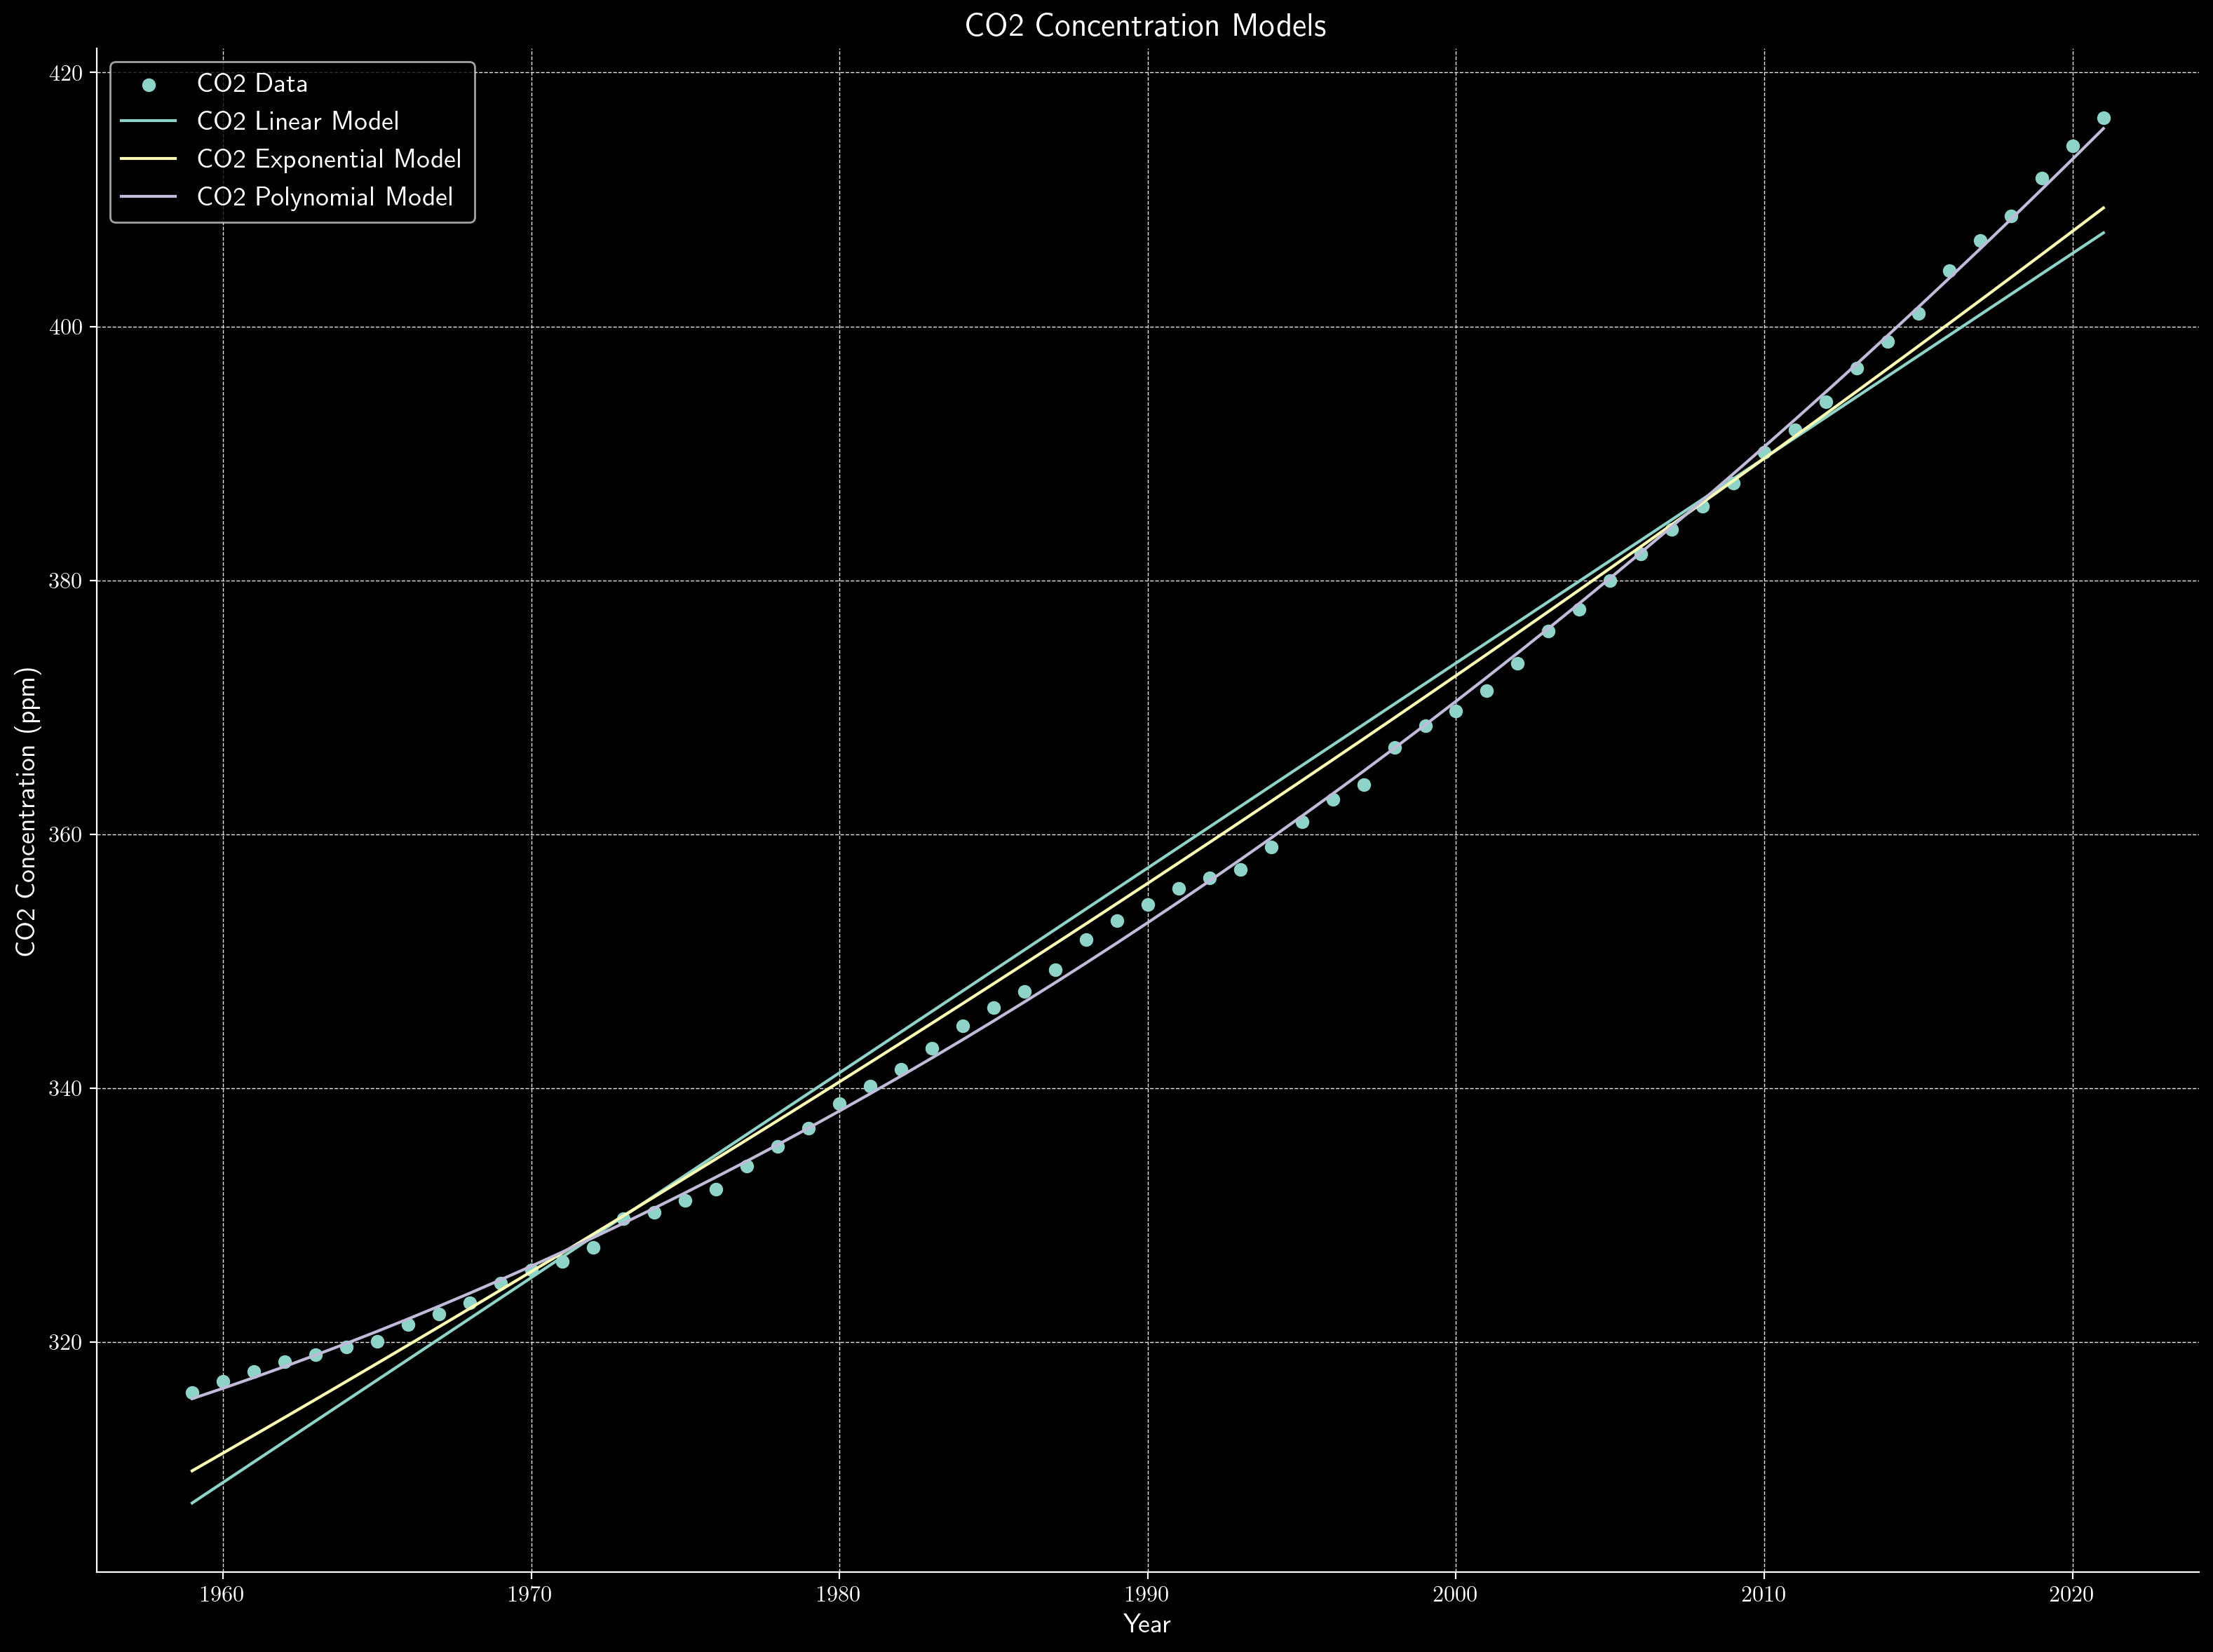 CO2 Concentration Models
420
400
380
360
340
320
CO2 Data
CO2 Linear Model
CO2 Exponential Model
CO2 Polynomial Model
CO2 Concentration (ppm)
1960 1970 1980 1990 2000 2010 2020
Year